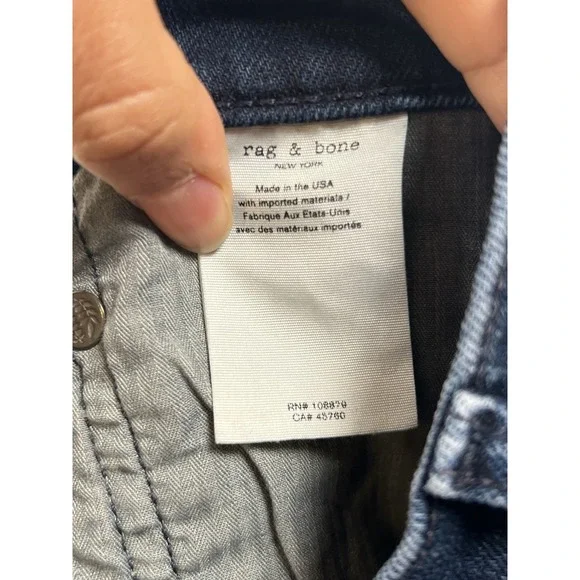 rag & bone
NEW YORK
Made in the USA
with imported materials /
Fabrique Aux Etats-Unis
avec des matériaux importés
RN# 108879
CA# 45760